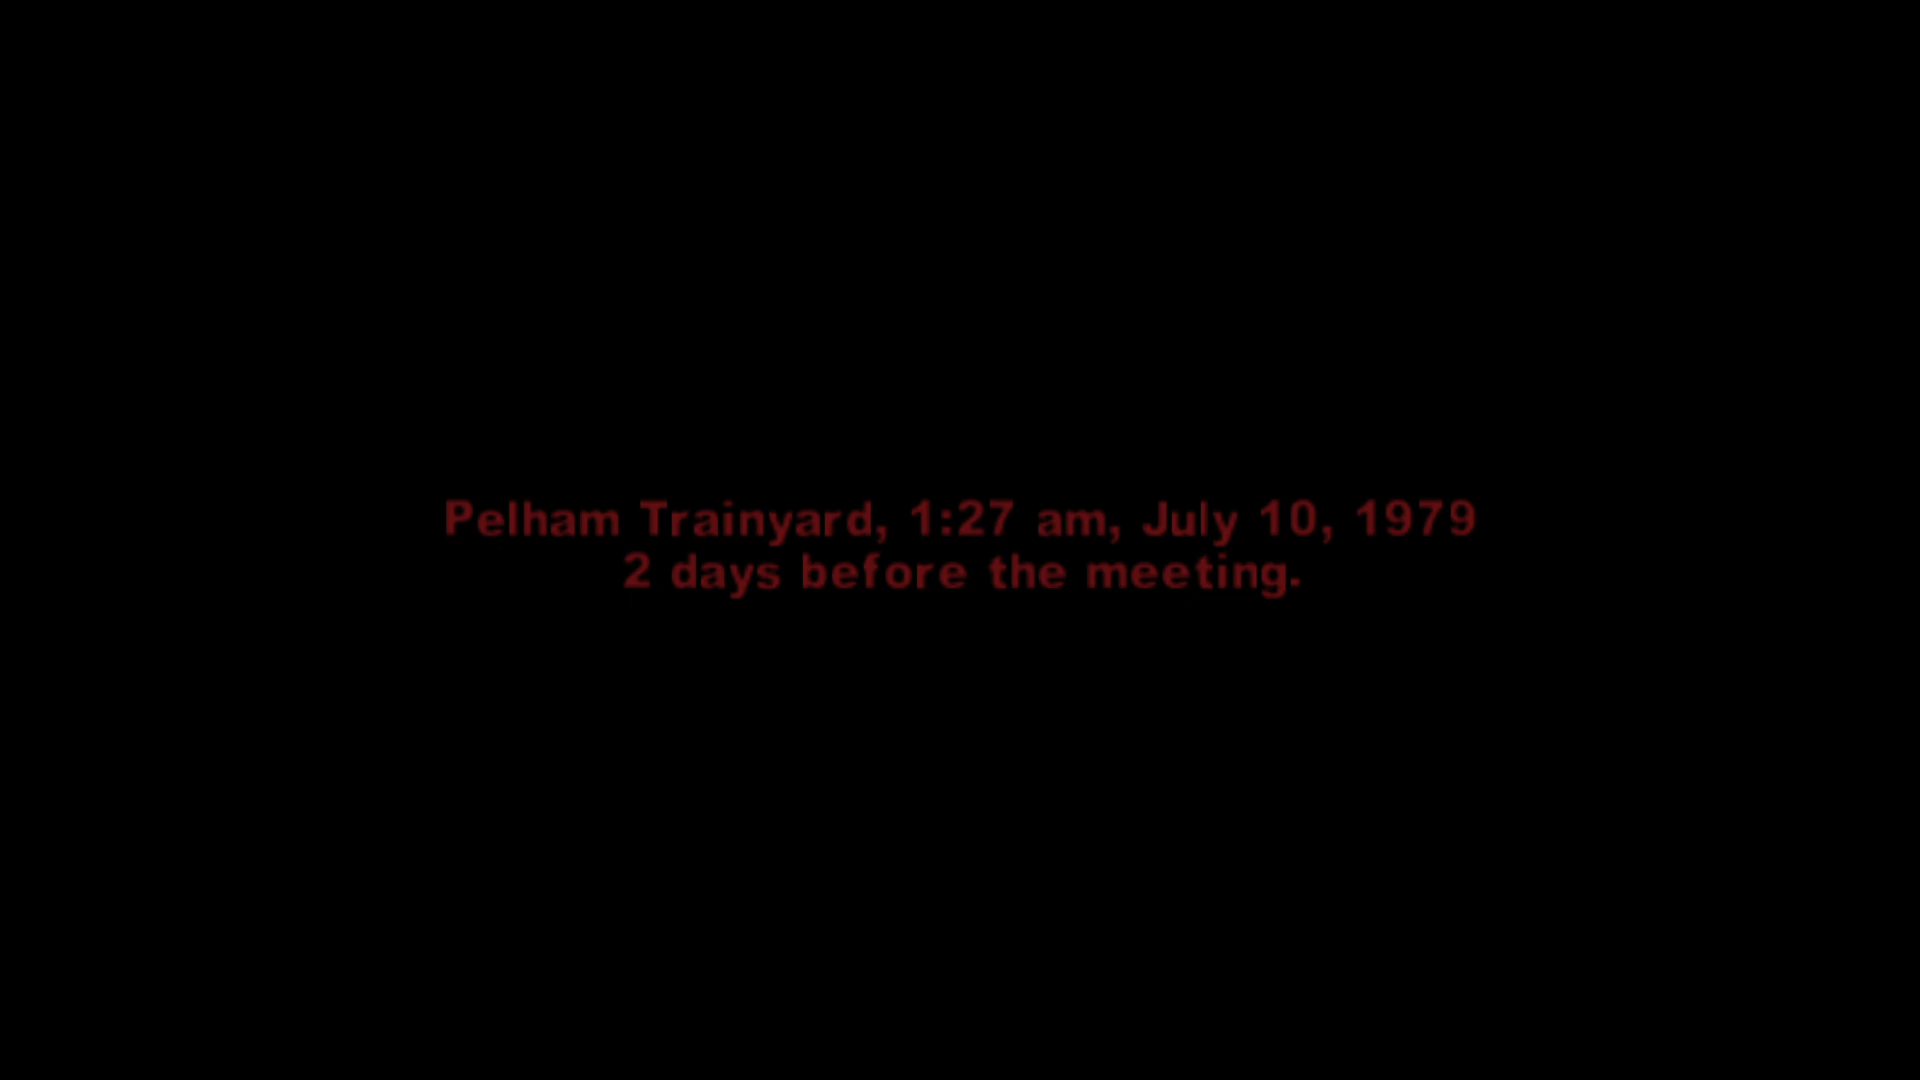 Pelham Trainyard, 1:27 am, July 10, 1979
2 days before the meeting.